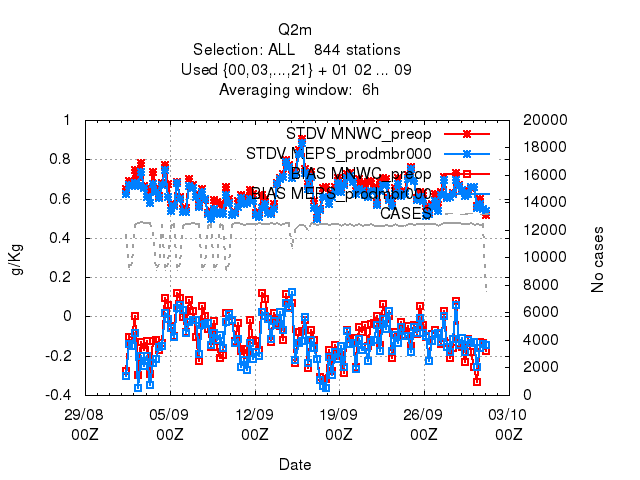 Q2m
Selection: ALL    844 stations
Used {00,03,...,21} + 01 02 ... 09
Averaging window:  6h
STDV MNWC_preop
STDV MEPS_prodmbr000
BIAS MNWC_preop
BIAS MEPS_prodmbr000
CASES
1
0.8
0.6
0.4
0.2
0
-0.2
-0.4
g/Kg
20000
18000
16000
14000
12000
10000
8000
6000
4000
2000
0
No cases
29/08 05/09 12/09 19/09 26/09 03/10
00Z 00Z 00Z 00Z 00Z 00Z
Date